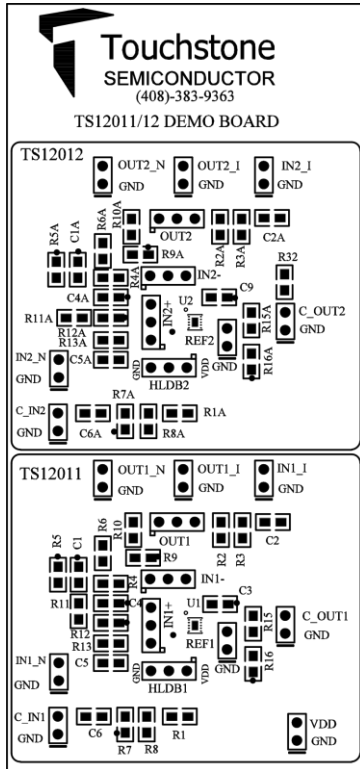 Touchstone
SEMICONDUCTOR
(408)-383-9363
TS12011/12 DEMO BOARD
TS12012
OUT2_N
GND
OUT2_I
GND
IN2_I
GND
R5A
C1A
R6A
R10A
OUT2
R2A
R3A
C2A
R9A
R4A
IN2-
R32
C4A
C9
R11A
IN2+
U2
R15A
C_OUT2
GND
R12A
R13A
REF2
GND
R16A
IN2_N
GND
C5A
GND
HLDB2
VDD
C_IN2
GND
R7A
C6A
R8A
R1A
TS12011
OUT1_N
GND
OUT1_I
GND
IN1_I
GND
R5
C1
R6
R10
OUT1
R2
R3
C2
R9
R4
IN1-
R11
C4
IN1+
U1
C3
R15
C_OUT1
GND
R12
R13
REF1
GND
R16
IN1_N
GND
C5
GND
HLDB1
VDD
C_IN1
GND
C6
R7
R8
R1
VDD
GND